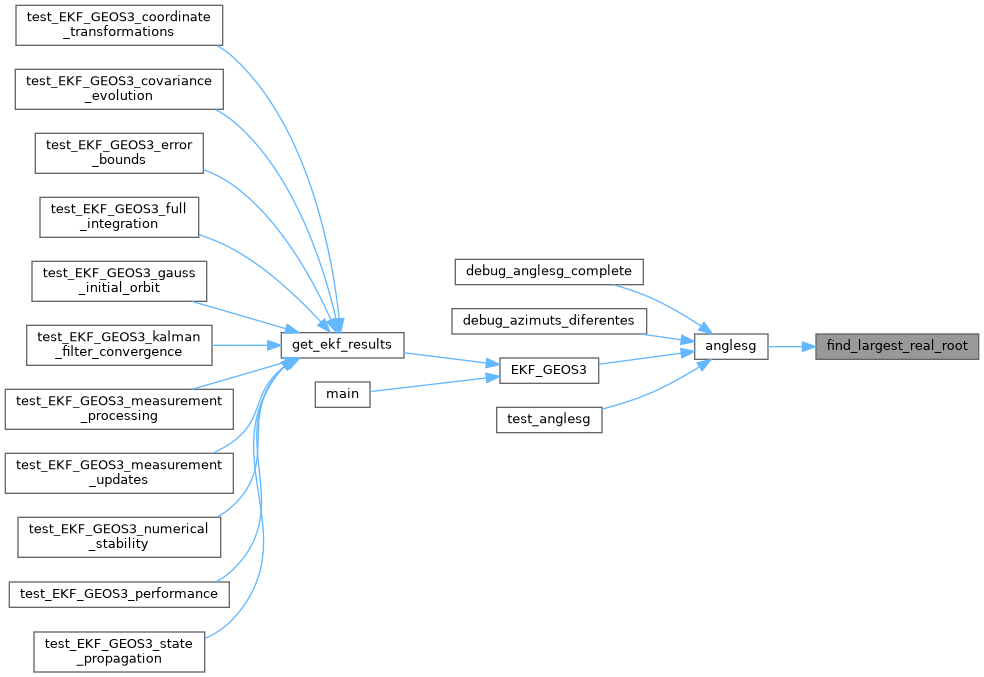 test_EKF_GEOS3_coordinate
_transformations
test_EKF_GEOS3_covariance
_evolution
test_EKF_GEOS3_error
_bounds
test_EKF_GEOS3_full
_integration
test_EKF_GEOS3_gauss
_initial_orbit
test_EKF_GEOS3_kalman
_filter_convergence
test_EKF_GEOS3_measurement
_processing
test_EKF_GEOS3_measurement
_updates
test_EKF_GEOS3_numerical
_stability
test_EKF_GEOS3_performance
test_EKF_GEOS3_state
_propagation
get_ekf_results
main
debug_anglesg_complete
debug_azimuts_diferentes
EKF_GEOS3
test_anglesg
anglesg
find_largest_real_root